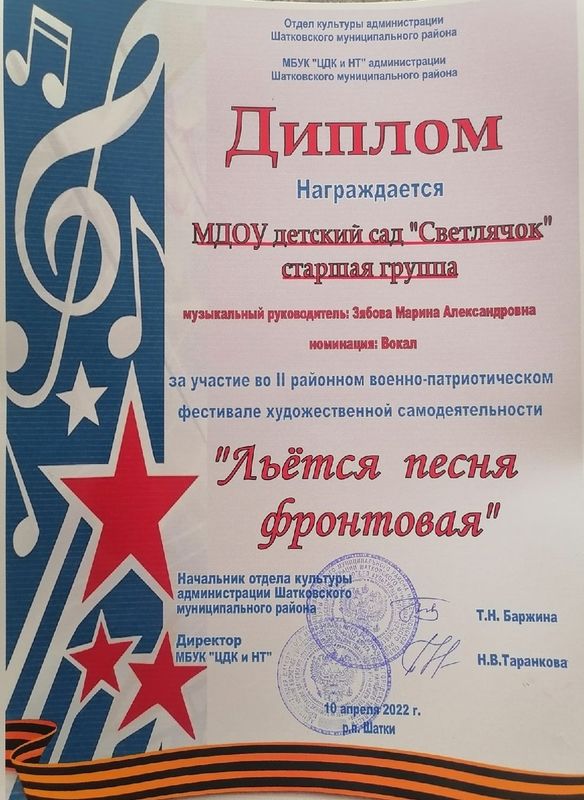 Отдел культуры администрации
Шатковского муниципального района
МБУК "ЦДК и НТ" администрации
Шатковского муниципального района
Диплом
Награждается
МДОУ детский сад "Светлячок"
старшая группа
музыкальный руководитель: Зябова Марина Александровна
номинация: Вокал
за участие во II районном военно-патриотическом
фестивале художественной самодеятельности
"Льётся песня
фронтовая"
Начальник отдела культуры
администрации Шатковского
муниципального района
Т.Н. Баржина
Директор
МБУК "ЦДК и НТ"
Н.В.Таранкова
10 апреля 2022 г.
р.п. Шатки